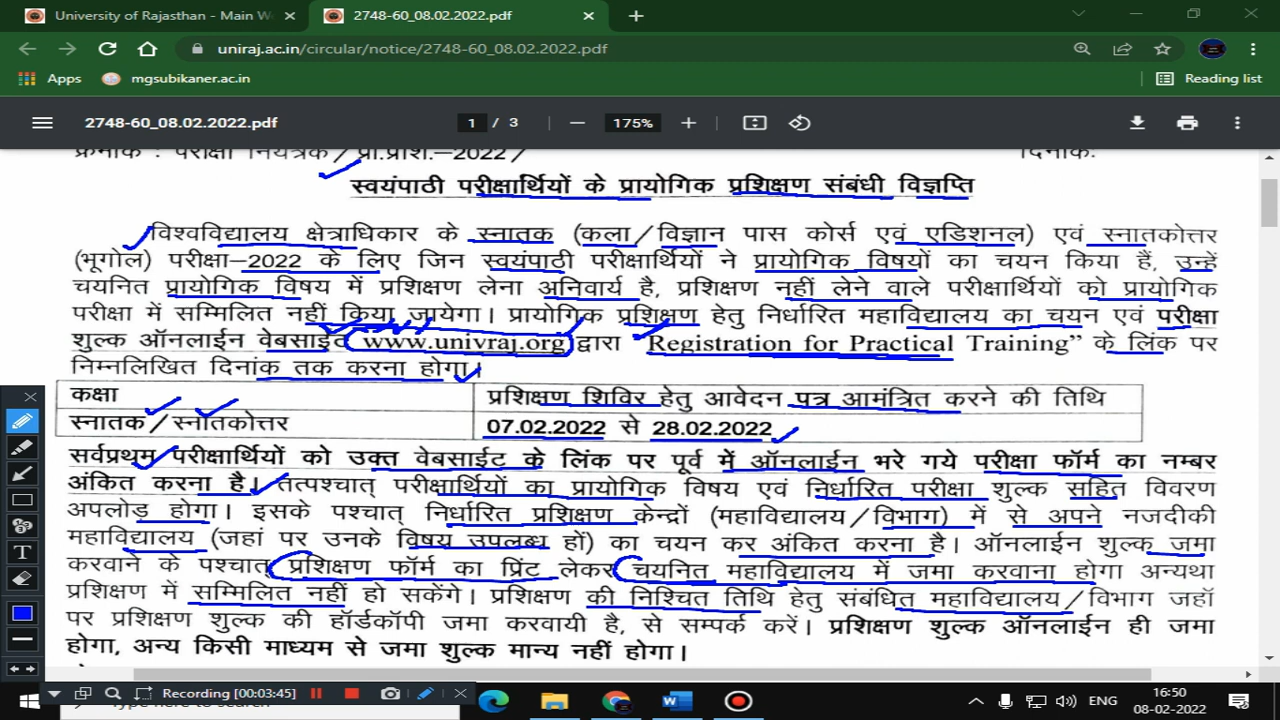 University of Rajasthan - Main W
2748-60_08.02.2022.pdf
uniraj.ac.in/circular/notice/2748-60_08.02.2022.pdf
Apps
mgsubikaner.ac.in
Reading list
2748-60_08.02.2022.pdf
1 / 3
175%
क्रमांक : परीक्षा नियंत्रक/प्रा.प्रशि.–2022/ दिनांक:
स्वयंपाठी परीक्षार्थियों के प्रायोगिक प्रशिक्षण संबंधी विज्ञप्ति
विश्वविद्यालय क्षेत्राधिकार के स्नातक (कला/विज्ञान पास कोर्स एवं एडिशनल) एवं स्नातकोत्तर
(भूगोल) परीक्षा–2022 के लिए जिन स्वयंपाठी परीक्षार्थियों ने प्रायोगिक विषयों का चयन किया हैं, उन्हें
चयनित प्रायोगिक विषय में प्रशिक्षण लेना अनिवार्य है, प्रशिक्षण नहीं लेने वाले परीक्षार्थियों को प्रायोगिक
परीक्षा में सम्मिलित नहीं किया जायेगा। प्रायोगिक प्रशिक्षण हेतु निर्धारित महाविद्यालय का चयन एवं परीक्षा
शुल्क ऑनलाईन वेबसाईट www.univraj.org द्वारा "Registration for Practical Training" के लिंक पर
निम्नलिखित दिनांक तक करना होगा।
कक्षा प्रशिक्षण शिविर हेतु आवेदन पत्र आमंत्रित करने की तिथि
स्नातक/स्नातकोत्तर 07.02.2022 से 28.02.2022
सर्वप्रथम परीक्षार्थियों को उक्त वेबसाईट के लिंक पर पूर्व में ऑनलाईन भरे गये परीक्षा फॉर्म का नम्बर
अंकित करना है। तत्पश्चात् परीक्षार्थियों का प्रायोगिक विषय एवं निर्धारित परीक्षा शुल्क सहित विवरण
अपलोड़ होगा। इसके पश्चात् निर्धारित प्रशिक्षण केन्द्रों (महाविद्यालय/विभाग) में से अपने नजदीकी
महाविद्यालय (जहां पर उनके विषय उपलब्ध हों) का चयन कर अंकित करना है। ऑनलाईन शुल्क जमा
करवाने के पश्चात् प्रशिक्षण फॉर्म का प्रिंट लेकर चयनित महाविद्यालय में जमा करवाना होगा अन्यथा
प्रशिक्षण में सम्मिलित नहीं हो सकेंगे। प्रशिक्षण की निश्चित तिथि हेतु संबंधित महाविद्यालय/विभाग जहॉ
पर प्रशिक्षण शुल्क की हॉर्डकॉपी जमा करवायी है, से सम्पर्क करें। प्रशिक्षण शुल्क ऑनलाईन ही जमा
होगा, अन्य किसी माध्यम से जमा शुल्क मान्य नहीं होगा।
Recording [00:03:45]
Type here to search
ENG
16:50
08-02-2022